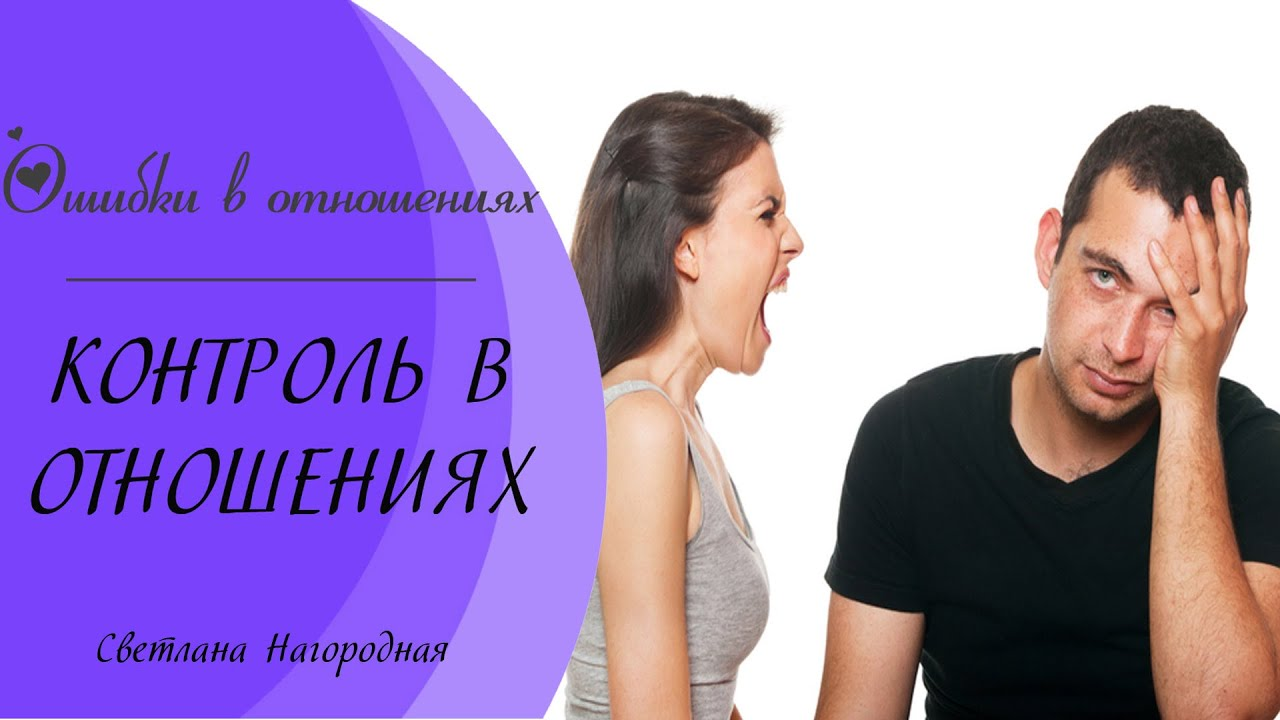 Ошибки в отношениях
КОНТРОЛЬ В
ОТНОШЕНИЯХ
Светлана Нагородная